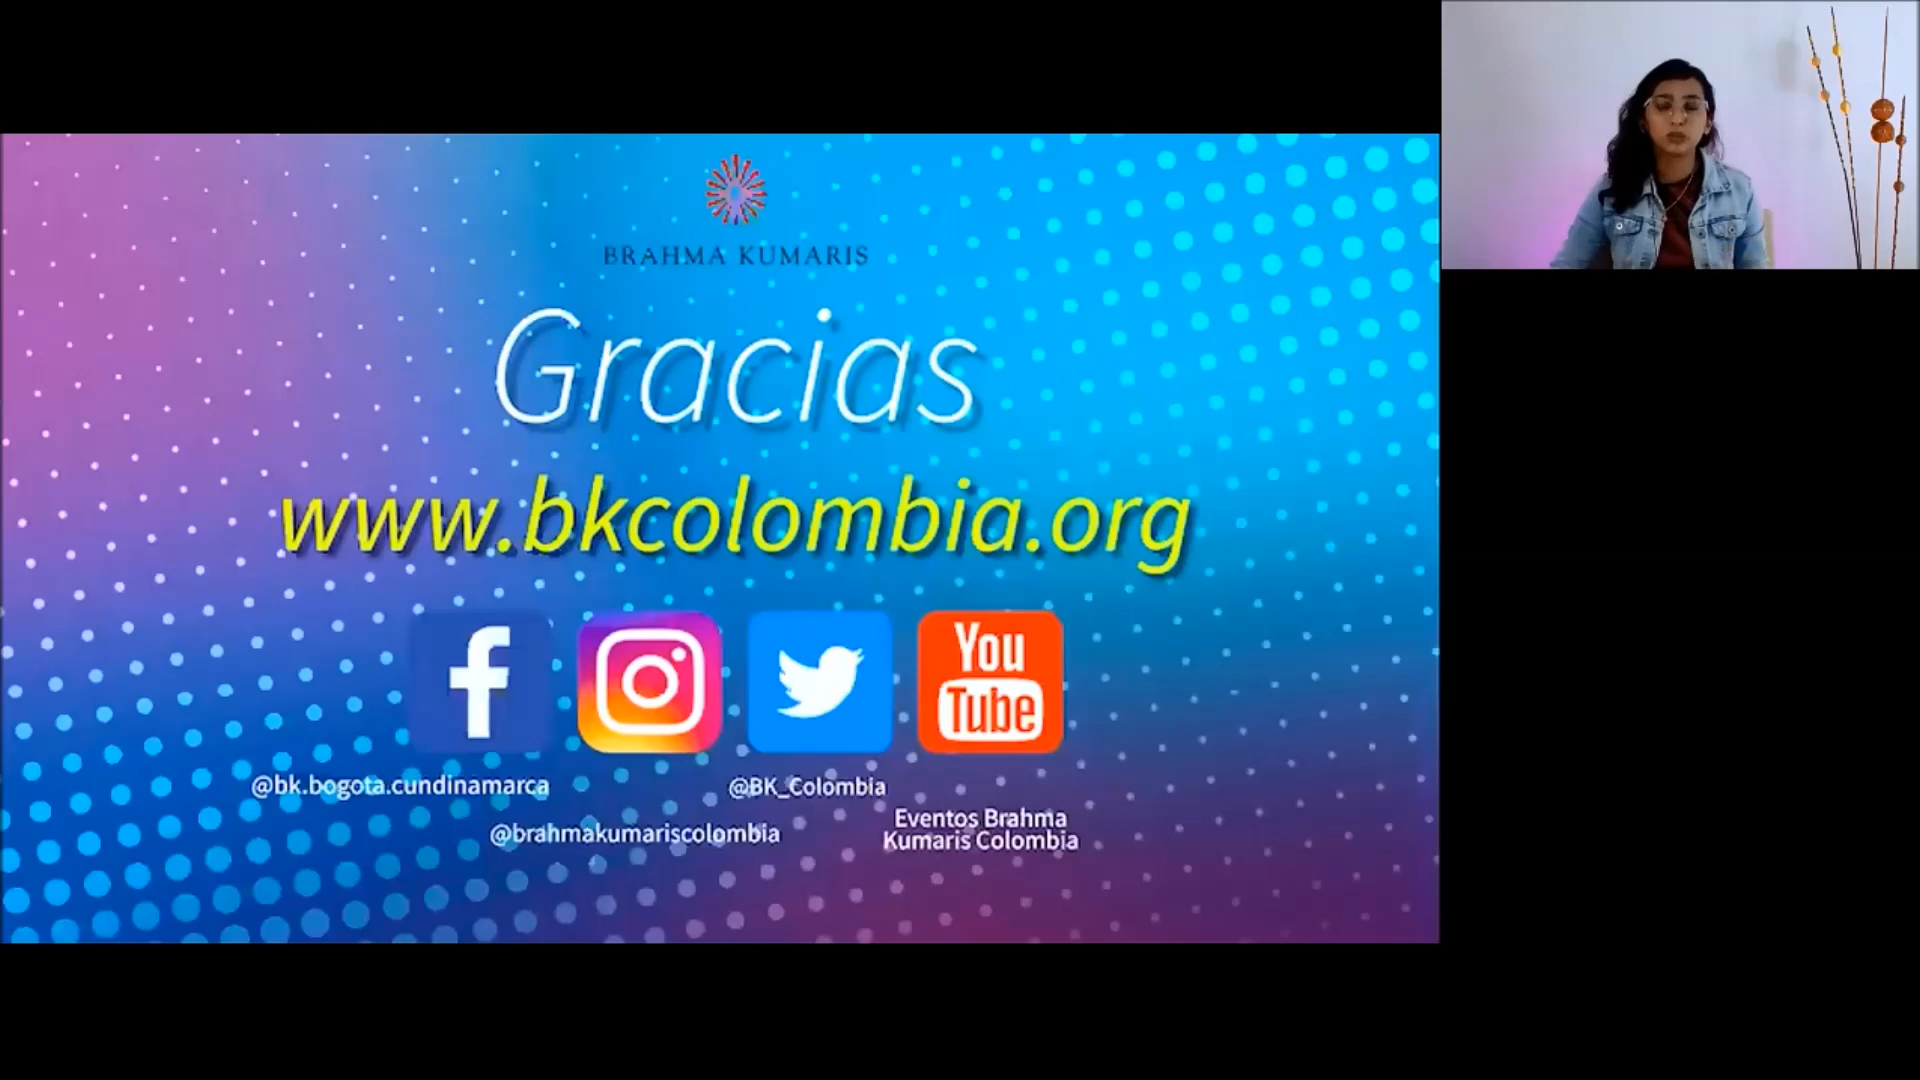 BRAHMA KUMARIS
Gracias
www.bkcolombia.org
f
You
Tube
@bk.bogota.cundinamarca
@BK_Colombia
@brahmakumariscolombia
Eventos Brahma
Kumaris Colombia